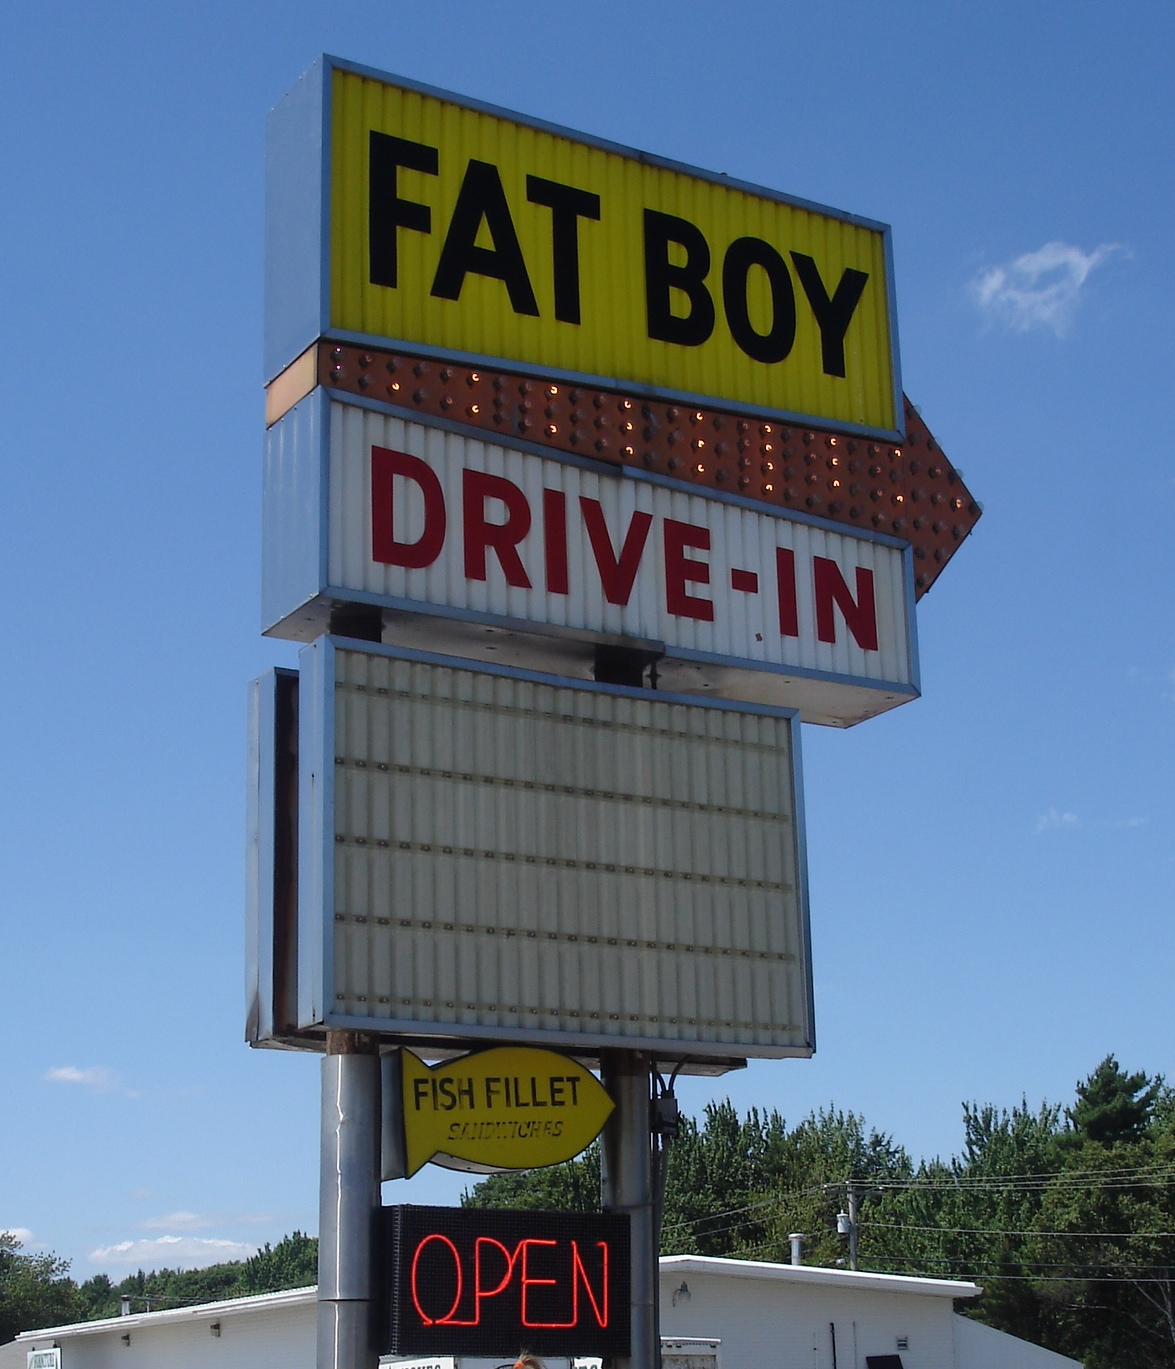 FAT BOY
DRIVE-IN
FISH FILLET
SANDWICHES
OPEN